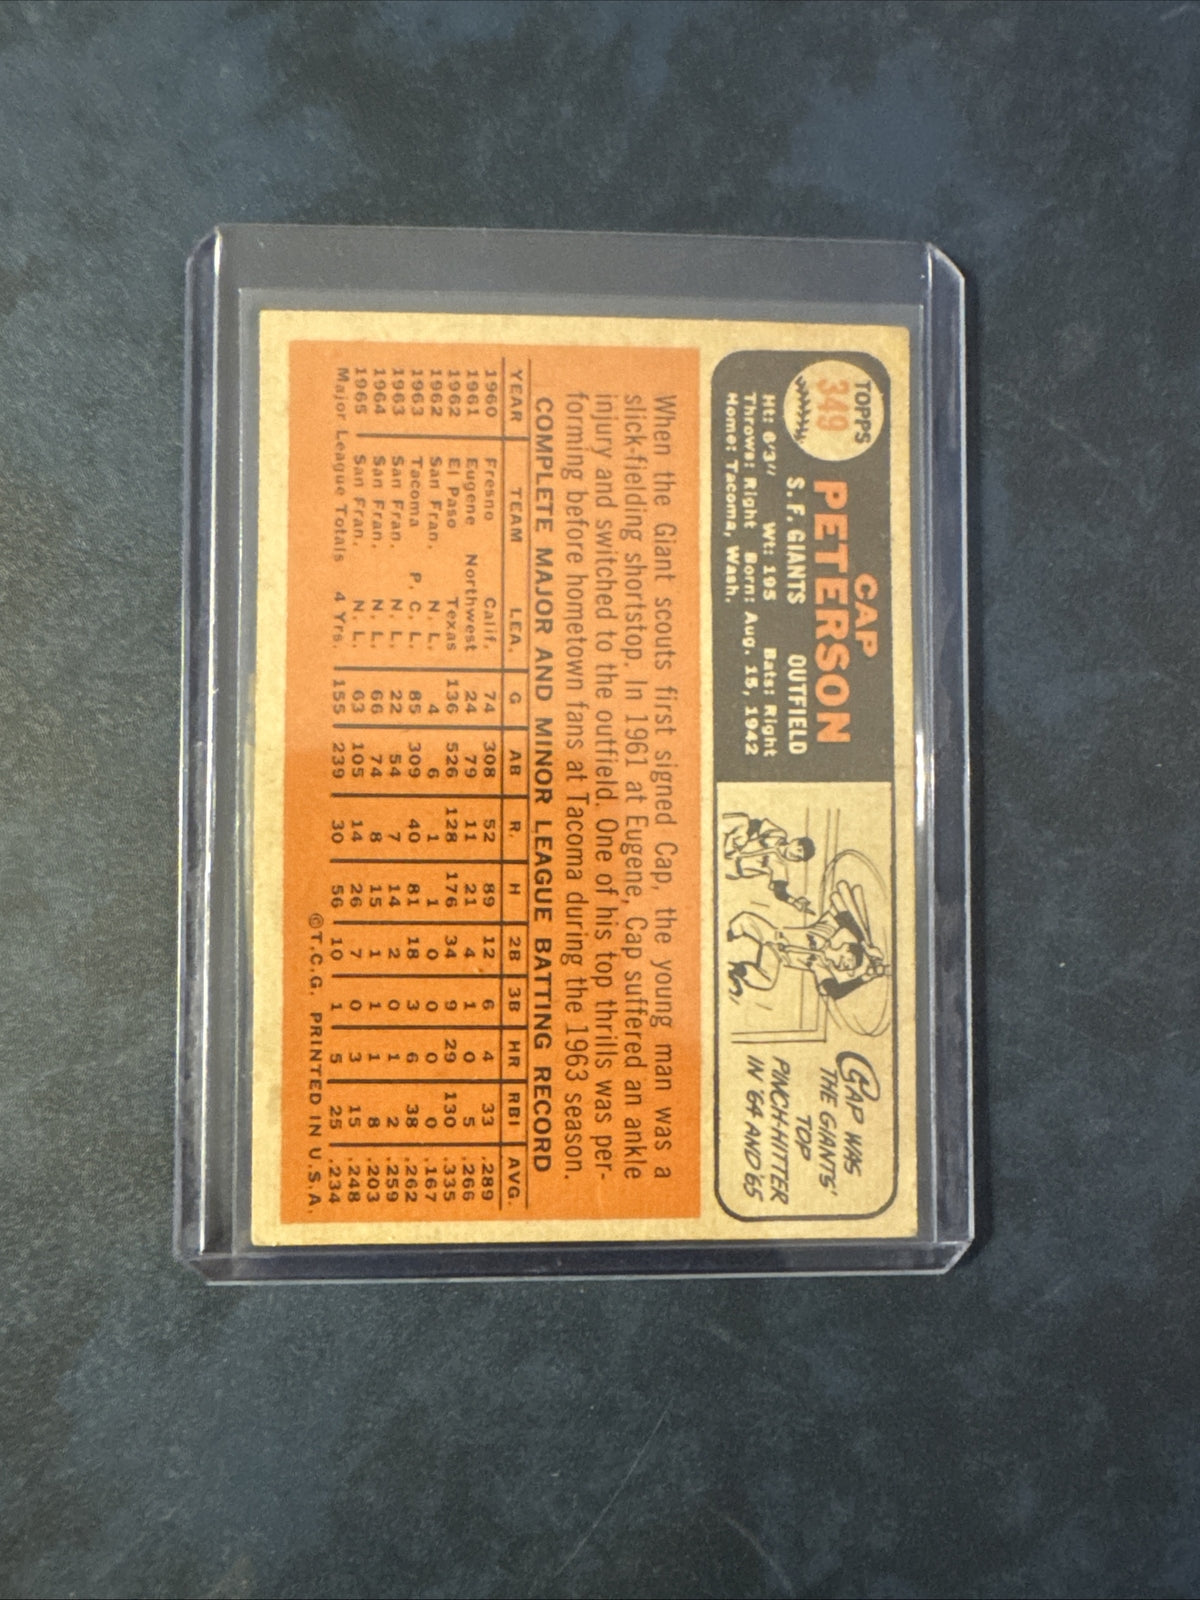 TOPPS
349
CAP
PETERSON
S. F. GIANTS OUTFIELD
Ht: 6'3" Wt: 195 Bats: Right
Throws: Right Born: Aug. 15, 1942
Home: Tacoma, Wash.
CAP WAS
THE GIANTS'
TOP
PINCH-HITTER
IN '64 AND '65
When the Giant scouts first signed Cap, the young man was a
slick-fielding shortstop. In 1961 at Eugene, Cap suffered an ankle
injury and switched to the outfield. One of his top thrills was per-
forming before hometown fans at Tacoma during the 1963 season.
COMPLETE MAJOR AND MINOR LEAGUE BATTING RECORD
YEAR TEAM LEA. G AB R. H 2B 3B HR RBI AVG.
1960 Fresno Calif. 74 308 52 89 12 6 4 33 .289
1961 Eugene Northwest 24 79 11 21 4 1 0 5 .266
1962 El Paso Texas 136 526 128 176 34 9 29 130 .335
1962 San Fran. N. L. 4 6 1 1 0 0 0 0 .167
1963 Tacoma P. C. L. 85 309 40 81 18 3 6 38 .262
1963 San Fran. N. L. 22 54 7 14 2 0 1 2 .259
1964 San Fran. N. L. 66 74 8 15 1 1 1 8 .203
1965 San Fran. N. L. 63 105 14 26 7 0 3 15 .248
Major League Totals 4 Yrs. 155 239 30 56 10 1 5 25 .234
©T.C.G. PRINTED IN U.S.A.